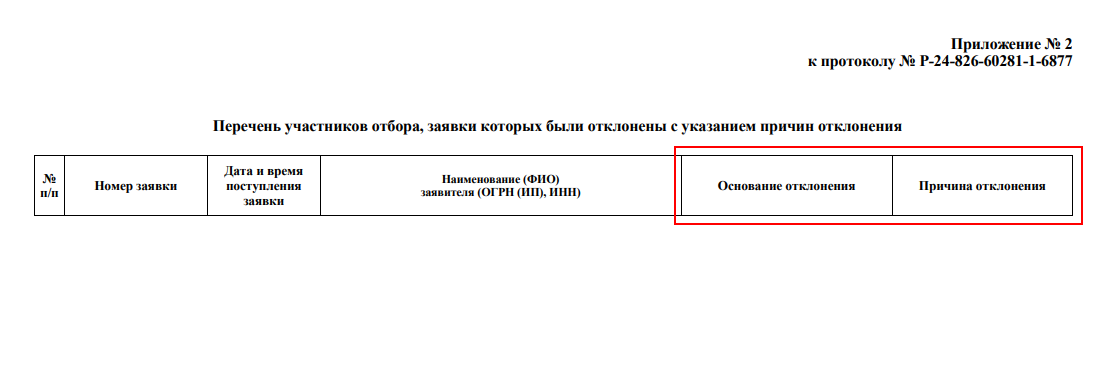 Приложение № 2
к протоколу № Р-24-826-60281-1-6877
Перечень участников отбора, заявки которых были отклонены с указанием причин отклонения
№
п/п
Номер заявки
Дата и время
поступления
заявки
Наименование (ФИО)
заявителя (ОГРН (ИП), ИНН)
Основание отклонения
Причина отклонения